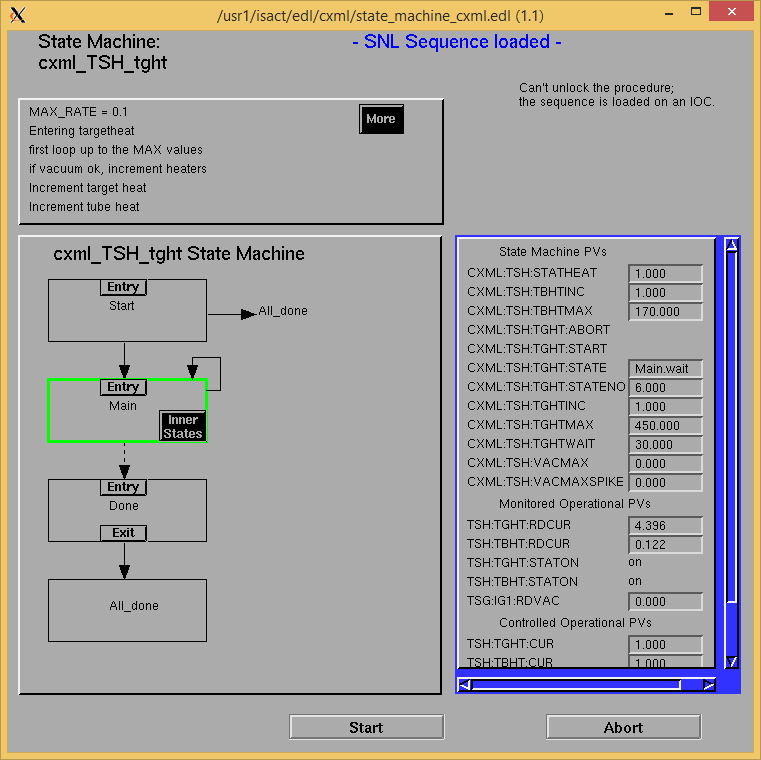 /usr1/isact/edl/cxml/state_machine_cxml.edl (1.1)
State Machine:
- SNL Sequence loaded -
cxml_TSH_tght
Can't unlock the procedure;
the sequence is loaded on an IOC.
MAX_RATE = 0.1
More
Entering targetheat
first loop up to the MAX values
if vacuum ok, increment heaters
Increment target heat
Increment tube heat
cxml_TSH_tght State Machine
Entry
Start
All_done
Entry
Main
Inner
States
Entry
Done
Exit
All_done
State Machine PVs
CXML:TSH:STATHEAT 1.000
CXML:TSH:TBHTINC 1.000
CXML:TSH:TBHTMAX 170.000
CXML:TSH:TGHT:ABORT
CXML:TSH:TGHT:START
CXML:TSH:TGHT:STATE Main.wait
CXML:TSH:TGHT:STATENO 6.000
CXML:TSH:TGHTINC 1.000
CXML:TSH:TGHTMAX 450.000
CXML:TSH:TGHTWAIT 30.000
CXML:TSH:VACMAX 0.000
CXML:TSH:VACMAXSPIKE 0.000
Monitored Operational PVs
TSH:TGHT:RDCUR 4.396
TSH:TBHT:RDCUR 0.122
TSH:TGHT:STATON on
TSH:TBHT:STATON on
TSG:IG1:RDVAC 0.000
Controlled Operational PVs
TSH:TGHT:CUR 1.000
TSH:TBHT:CUR 1.000
Start
Abort